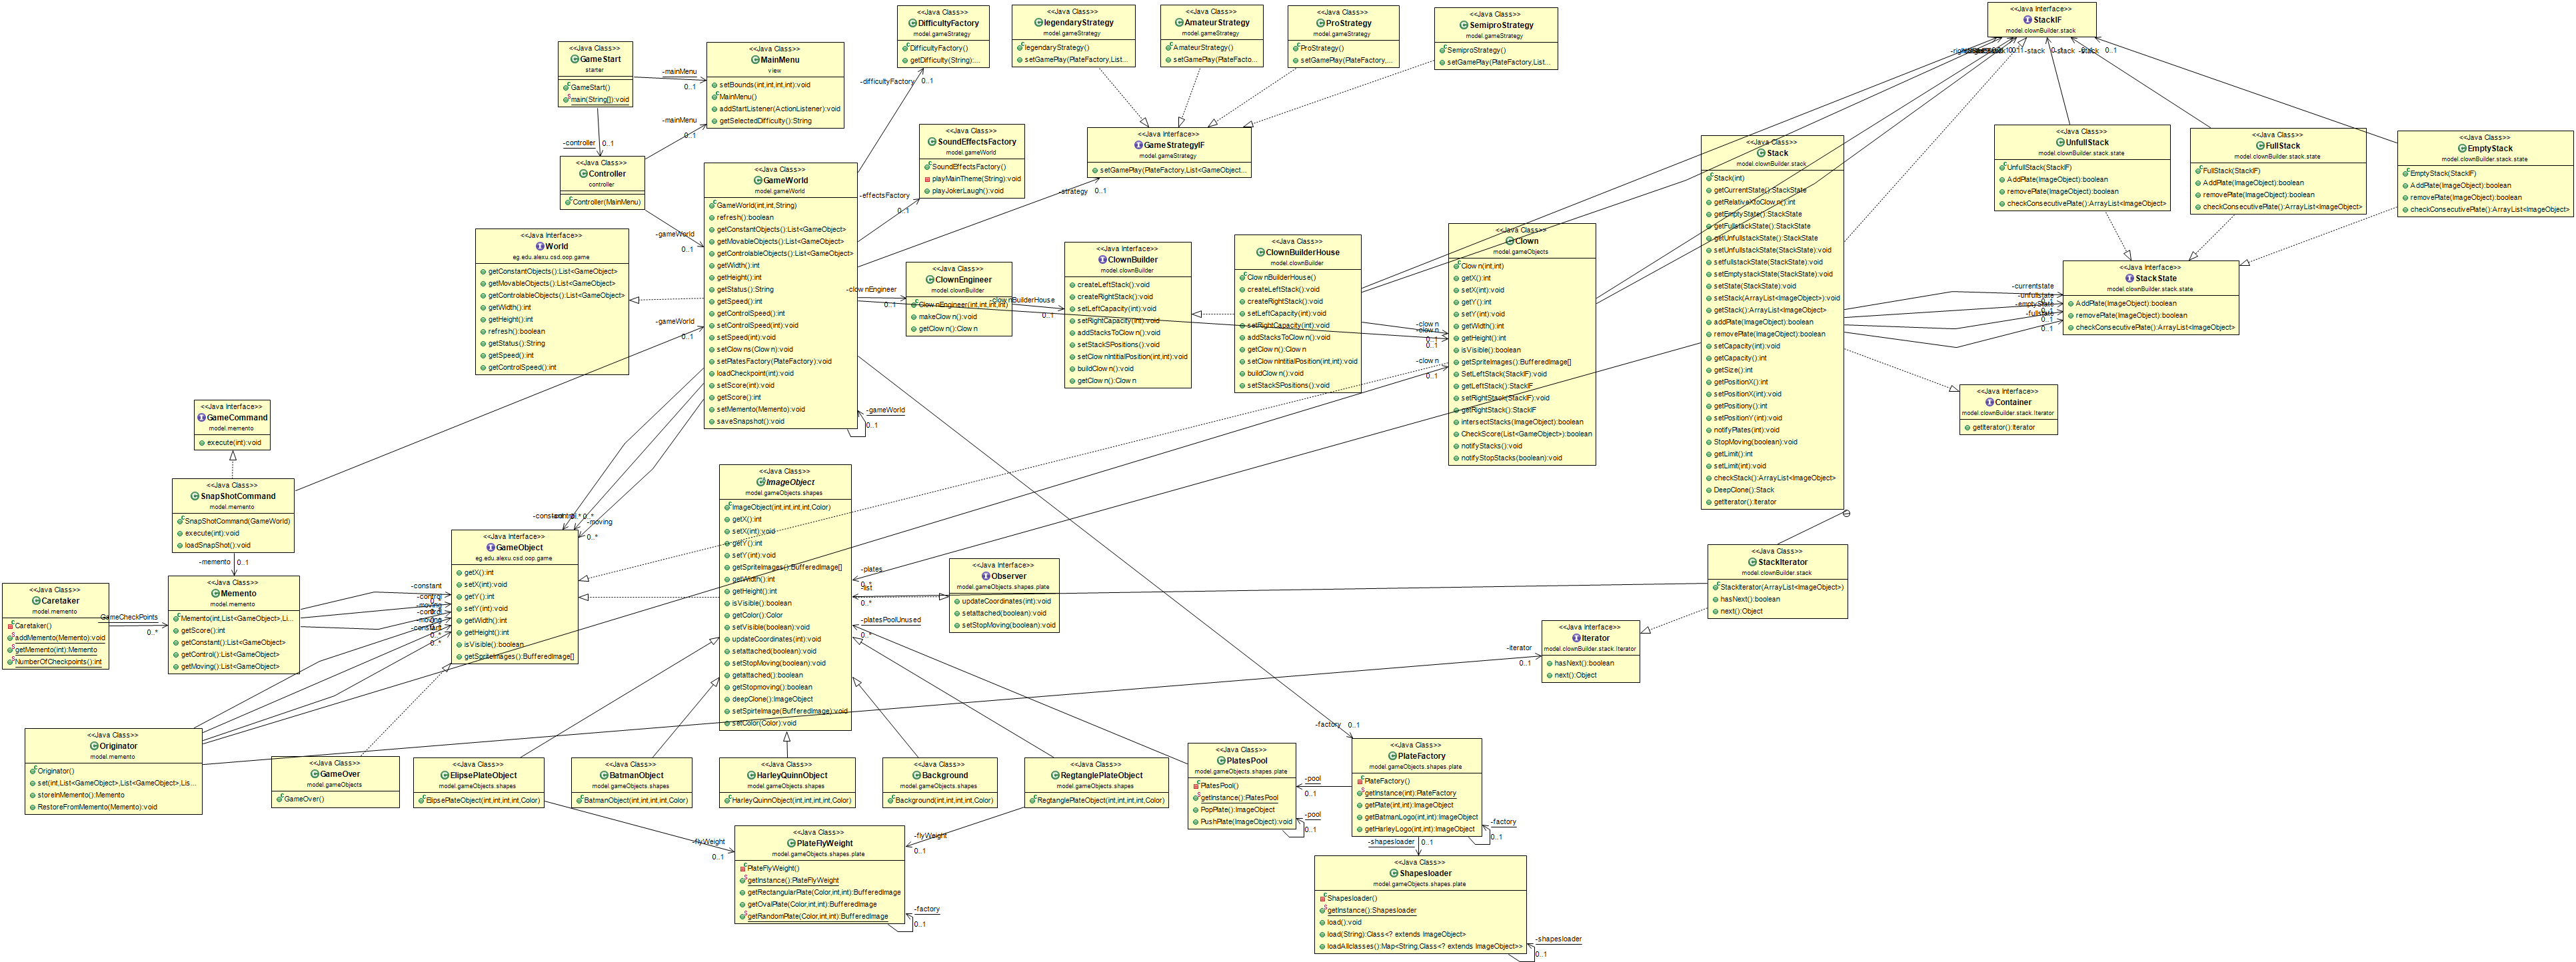 <<Java Class>>
GameStart
starter
GameStart()
main(String[]):void
-mainMenu
0..1
-controller
0..1
<<Java Class>>
MainMenu
view
setBounds(int,int,int,int):void
MainMenu()
addStartListener(ActionListener):void
getSelectedDifficulty():String
<<Java Class>>
Controller
controller
Controller(MainMenu)
-mainMenu
0..1
-gameWorld
0..1
<<Java Class>>
DifficultyFactory
model.gameStrategy
DifficultyFactory()
getDifficulty(String):...
-difficultyFactory
0..1
<<Java Class>>
legendaryStrategy
model.gameStrategy
legendaryStrategy()
setGamePlay(PlateFactory,List...
<<Java Class>>
AmateurStrategy
model.gameStrategy
AmateurStrategy()
setGamePlay(PlateFacto...
<<Java Class>>
ProStrategy
model.gameStrategy
ProStrategy()
setGamePlay(PlateFactory,...
<<Java Class>>
SemiproStrategy
model.gameStrategy
SemiproStrategy()
setGamePlay(PlateFactory,List...
<<Java Interface>>
GameStrategyIF
model.gameStrategy
setGamePlay(PlateFactory,List<GameObject...
<<Java Class>>
SoundEffectsFactory
model.gameWorld
SoundEffectsFactory()
playMainTheme(String):void
playJokerLaugh():void
-effectsFactory
0..1
-strategy
0..1
<<Java Class>>
GameWorld
model.gameWorld
GameWorld(int,int,String)
refresh():boolean
getConstantObjects():List<GameObject>
getMovableObjects():List<GameObject>
getControlableObjects():List<GameObject>
getWidth():int
getHeight():int
getStatus():String
getSpeed():int
getControlSpeed():int
setControlSpeed(int):void
setSpeed(int):void
setClowns(Clown):void
setPlatesFactory(PlateFactory):void
loadCheckpoint(int):void
setScore(int):void
getScore():int
setMemento(Memento):void
saveSnapshot():void
-gameWorld
0..1
<<Java Interface>>
World
eg.edu.alexu.csd.oop.game
getConstantObjects():List<GameObject>
getMovableObjects():List<GameObject>
getControlableObjects():List<GameObject>
getWidth():int
getHeight():int
refresh():boolean
getStatus():String
getSpeed():int
getControlSpeed():int
-gameWorld
0..1
<<Java Class>>
ClownEngineer
model.clownBuilder
ClownEngineer(int,int,int,int)
makeClown():void
getClown():Clown
-clownEngineer
0..1
-clownBuilderHouse
0..1
<<Java Interface>>
ClownBuilder
model.clownBuilder
createLeftStack():void
createRightStack():void
setLeftCapacity(int):void
setRightCapacity(int):void
addStacksToClown():void
setStackSPositions():void
setClownIntitialPosition(int,int):void
buildClown():void
getClown():Clown
<<Java Class>>
ClownBuilderHouse
model.clownBuilder
ClownBuilderHouse()
createLeftStack():void
createRightStack():void
setLeftCapacity(int):void
setRightCapacity(int):void
addStacksToClown():void
getClown():Clown
setClownIntitialPosition(int,int):void
buildClown():void
setStackSPositions():void
-clown
-clown
0..1
0..1
-clown
0..1
<<Java Class>>
Clown
model.gameObjects
Clown(int,int)
getX():int
setX(int):void
getY():int
setY(int):void
getWidth():int
getHeight():int
isVisible():boolean
getSpriteImages():BufferedImage[]
SetLeftStack(StackIF):void
getLeftStack():StackIF
setRightStack(StackIF):void
getRightStack():StackIF
intersectStacks(ImageObject):boolean
CheckScore(List<GameObject>):boolean
notifyStacks():void
notifyStopStacks(boolean):void
<<Java Class>>
Stack
model.clownBuilder.stack
Stack(int)
getCurrentState():StackState
getRelativeXtoClown():int
getEmptyState():StackState
getFullstackState():StackState
getUnfullstackState():StackState
setUnfullstackState(StackState):void
setfullstackState(StackState):void
setEmptystackState(StackState):void
setState(StackState):void
setStack(ArrayList<ImageObject>):void
getStack():ArrayList<ImageObject>
addPlate(ImageObject):boolean
removePlate(ImageObject):boolean
setCapacity(int):void
getCapacity():int
getSize():int
getPositionX():int
setPositionX(int):void
getPositiony():int
setPositionY(int):void
notifyPlates(int):void
StopMoving(boolean):void
getLimit():int
setLimit(int):void
checkStack():ArrayList<ImageObject>
DeepClone():Stack
getIterator():Iterator
<<Java Interface>>
StackIF
model.clownBuilder.stack
-stack
-stack
-stack
0..1
<<Java Class>>
UnfullStack
model.clownBuilder.stack.state
UnfullStack(StackIF)
AddPlate(ImageObject):boolean
removePlate(ImageObject):boolean
checkConsecutivePlate():ArrayList<ImageObject>
<<Java Class>>
FullStack
model.clownBuilder.stack.state
FullStack(StackIF)
AddPlate(ImageObject):boolean
removePlate(ImageObject):boolean
checkConsecutivePlate():ArrayList<ImageObject>
<<Java Class>>
EmptyStack
model.clownBuilder.stack.state
EmptyStack(StackIF)
AddPlate(ImageObject):boolean
removePlate(ImageObject):boolean
checkConsecutivePlate():ArrayList<ImageObject>
<<Java Interface>>
StackState
model.clownBuilder.stack.state
AddPlate(ImageObject):boolean
removePlate(ImageObject):boolean
checkConsecutivePlate():ArrayList<ImageObject>
-currentstate
-unfullstate
-emptyState
-fullstate
0..1
<<Java Interface>>
Container
model.clownBuilder.stack.Iterator
getIterator():Iterator
<<Java Class>>
StackIterator
model.clownBuilder.stack
StackIterator(ArrayList<ImageObject>)
hasNext():boolean
next():Object
<<Java Interface>>
Iterator
model.clownBuilder.stack.Iterator
hasNext():boolean
next():Object
-iterator
0..1
<<Java Interface>>
GameCommand
model.memento
execute(int):void
<<Java Class>>
SnapShotCommand
model.memento
SnapShotCommand(GameWorld)
execute(int):void
loadSnapShot():void
-memento
0..1
<<Java Class>>
Caretaker
model.memento
Caretaker()
addMemento(Memento):void
getMemento(int):Memento
NumberOfCheckpoints():int
-GameCheckPoints
0..*
<<Java Class>>
Memento
model.memento
Memento(int,List<GameObject>,Li...
getScore():int
getConstant():List<GameObject>
getControl():List<GameObject>
getMoving():List<GameObject>
-constant
-control
-moving
-control
-moving
-constant
0..*
<<Java Class>>
Originator
model.memento
Originator()
set(int,List<GameObject>,List<GameObject>,Lis...
storeInMemento():Memento
RestoreFromMemento(Memento):void
<<Java Interface>>
GameObject
eg.edu.alexu.csd.oop.game
getX():int
setX(int):void
getY():int
setY(int):void
getWidth():int
getHeight():int
isVisible():boolean
getSpriteImages():BufferedImage[]
-moving
0..*
<<Java Class>>
GameOver
model.gameObjects
GameOver()
<<Java Class>>
ImageObject
model.gameObjects.shapes
ImageObject(int,int,int,int,Color)
getX():int
setX(int):void
getY():int
setY(int):void
getSpriteImages():BufferedImage[]
getWidth():int
getHeight():int
isVisible():boolean
getColor():Color
setVisible(boolean):void
updateCoordinates(int):void
setattached(boolean):void
setStopMoving(boolean):void
getattached():boolean
getStopmoving():boolean
deepClone():ImageObject
setSpirteImage(BufferedImage):void
setColor(Color):void
-plates
0..*
-list
0..*
-platesPoolUnused
0..*
<<Java Interface>>
Observer
model.gameObjects.shapes.plate
updateCoordinates(int):void
setattached(boolean):void
setStopMoving(boolean):void
<<Java Class>>
ElipsePlateObject
model.gameObjects.shapes
ElipsePlateObject(int,int,int,int,Color)
<<Java Class>>
BatmanObject
model.gameObjects.shapes
BatmanObject(int,int,int,int,Color)
<<Java Class>>
HarleyQuinnObject
model.gameObjects.shapes
HarleyQuinnObject(int,int,int,int,Color)
<<Java Class>>
Background
model.gameObjects.shapes
Background(int,int,int,int,Color)
<<Java Class>>
RegtanglePlateObject
model.gameObjects.shapes
RegtanglePlateObject(int,int,int,int,Color)
-flyWeight
0..1
-flyWeight
0..1
<<Java Class>>
PlateFlyWeight
model.gameObjects.shapes.plate
PlateFlyWeight()
getInstance():PlateFlyWeight
getRectangularPlate(Color,int,int):BufferedImage
getOvalPlate(Color,int,int):BufferedImage
getRandomPlate(Color,int,int):BufferedImage
-factory
0..1
<<Java Class>>
PlatesPool
model.gameObjects.shapes.plate
PlatesPool()
getInstance():PlatesPool
PopPlate():ImageObject
PushPlate(ImageObject):void
-pool
0..1
-pool
0..1
-factory
0..1
<<Java Class>>
PlateFactory
model.gameObjects.shapes.plate
PlateFactory()
getInstance(int):PlateFactory
getPlate(int,int):ImageObject
getBatmanLogo(int,int):ImageObject
getHarleyLogo(int,int):ImageObject
-factory
0..1
-shapesloader
0..1
<<Java Class>>
Shapesloader
model.gameObjects.shapes.plate
Shapesloader()
getInstance():Shapesloader
load():void
load(String):Class<? extends ImageObject>
loadAllclasses():Map<String,Class<? extends ImageObject>>
-shapesloader
0..1